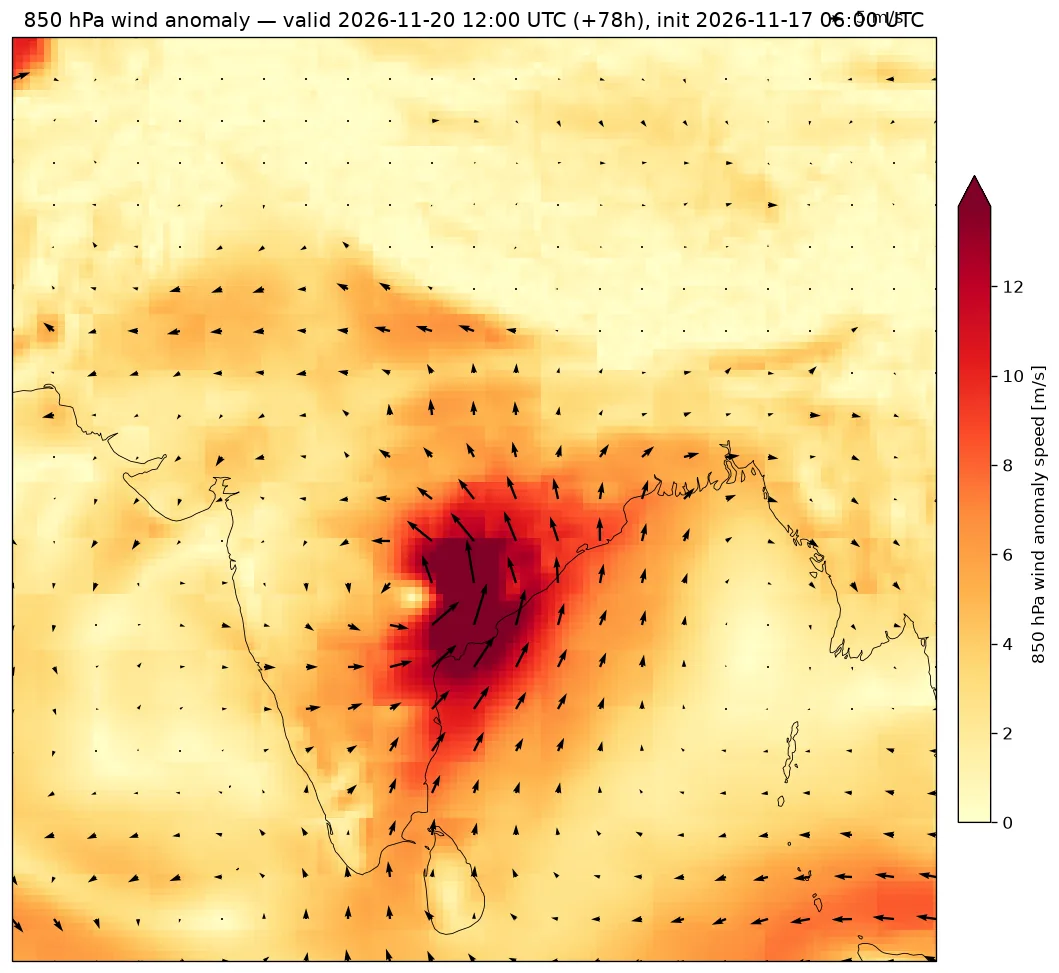 850 hPa wind anomaly — valid 2026-11-20 12:00 UTC (+78h), init 2026-11-17 06:00 UTC
5 m/s
12
10
8
6
4
2
0
850 hPa wind anomaly speed [m/s]